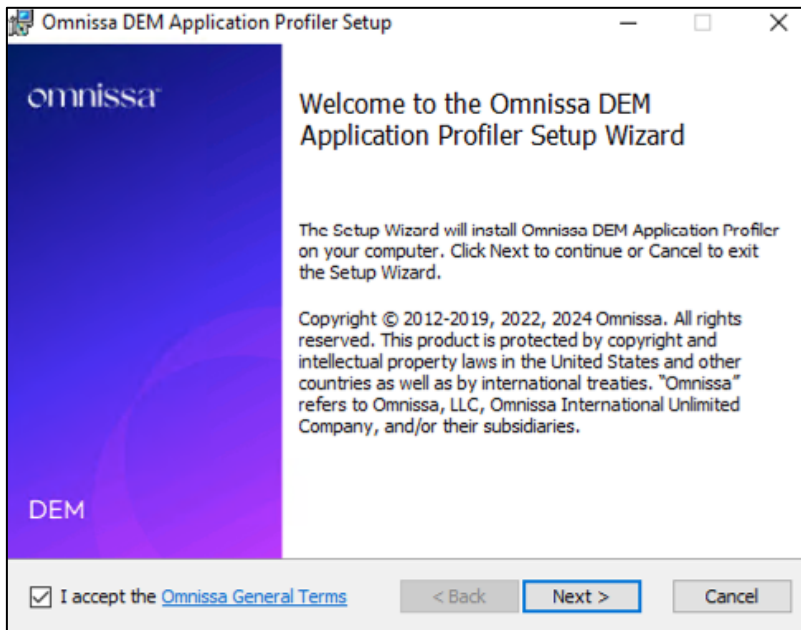 Omnissa DEM Application Profiler Setup
omnissa
Welcome to the Omnissa DEM
Application Profiler Setup Wizard
The Setup Wizard will install Omnissa DEM Application Profiler
on your computer. Click Next to continue or Cancel to exit
the Setup Wizard.
Copyright © 2012-2019, 2022, 2024 Omnissa. All rights
reserved. This product is protected by copyright and
intellectual property laws in the United States and other
countries as well as by international treaties. “Omnissa”
refers to Omnissa, LLC, Omnissa International Unlimited
Company, and/or their subsidiaries.
DEM
I accept the Omnissa General Terms
< Back
Next >
Cancel